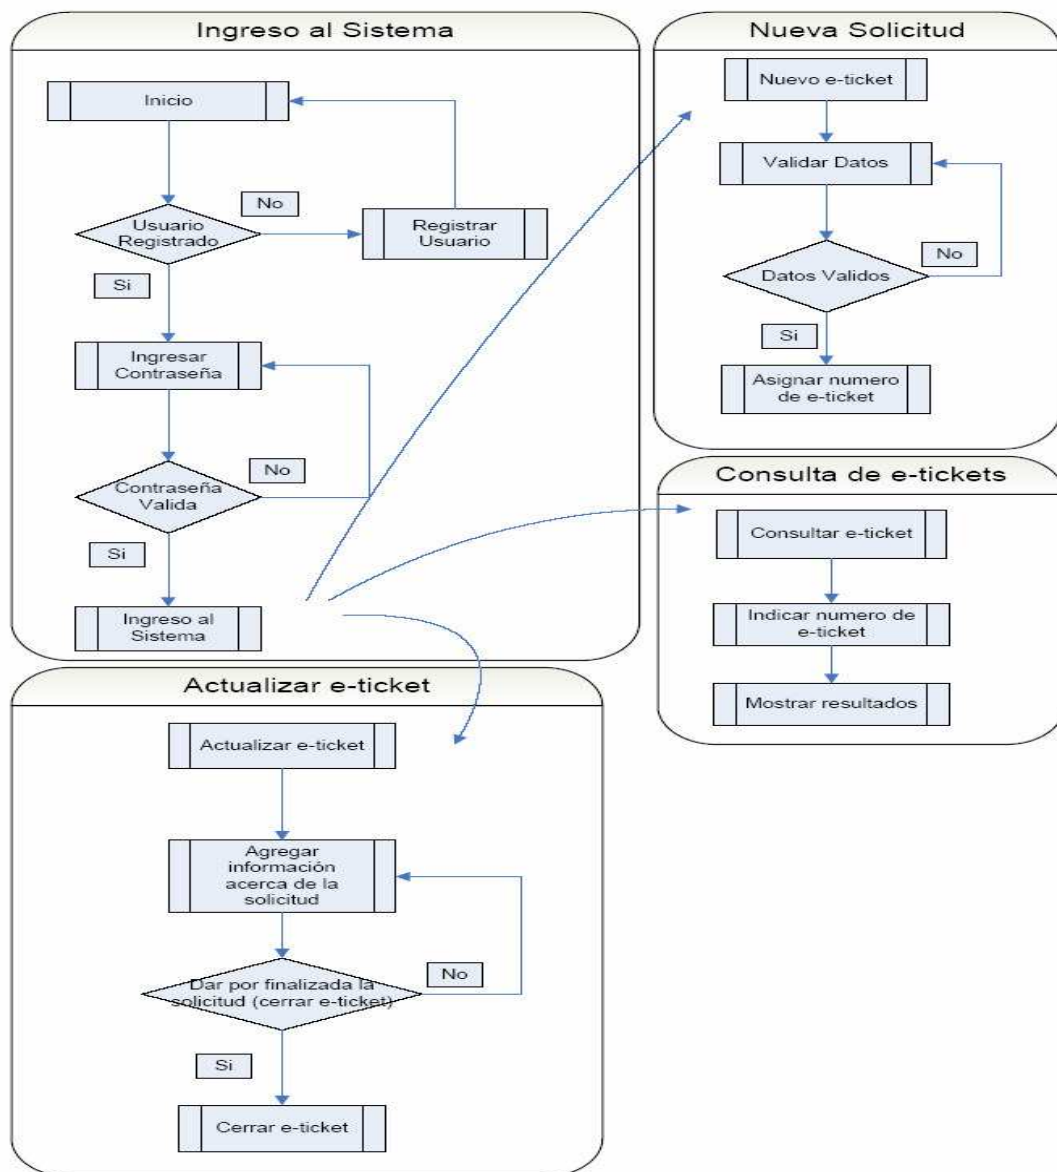 Ingreso al Sistema
Inicio
No
Usuario
Registrado
Registrar
Usuario
Si
Ingresar
Contraseña
No
Contraseña
Valida
Si
Ingreso al
Sistema
Nueva Solicitud
Nuevo e-ticket
Validar Datos
No
Datos Validos
Si
Asignar numero
de e-ticket
Consulta de e-tickets
Consultar e-ticket
Indicar numero de
e-ticket
Mostrar resultados
Actualizar e-ticket
Actualizar e-ticket
Agregar
información
acerca de la
solicitud
No
Dar por finalizada la
solicitud (cerrar e-ticket)
Si
Cerrar e-ticket